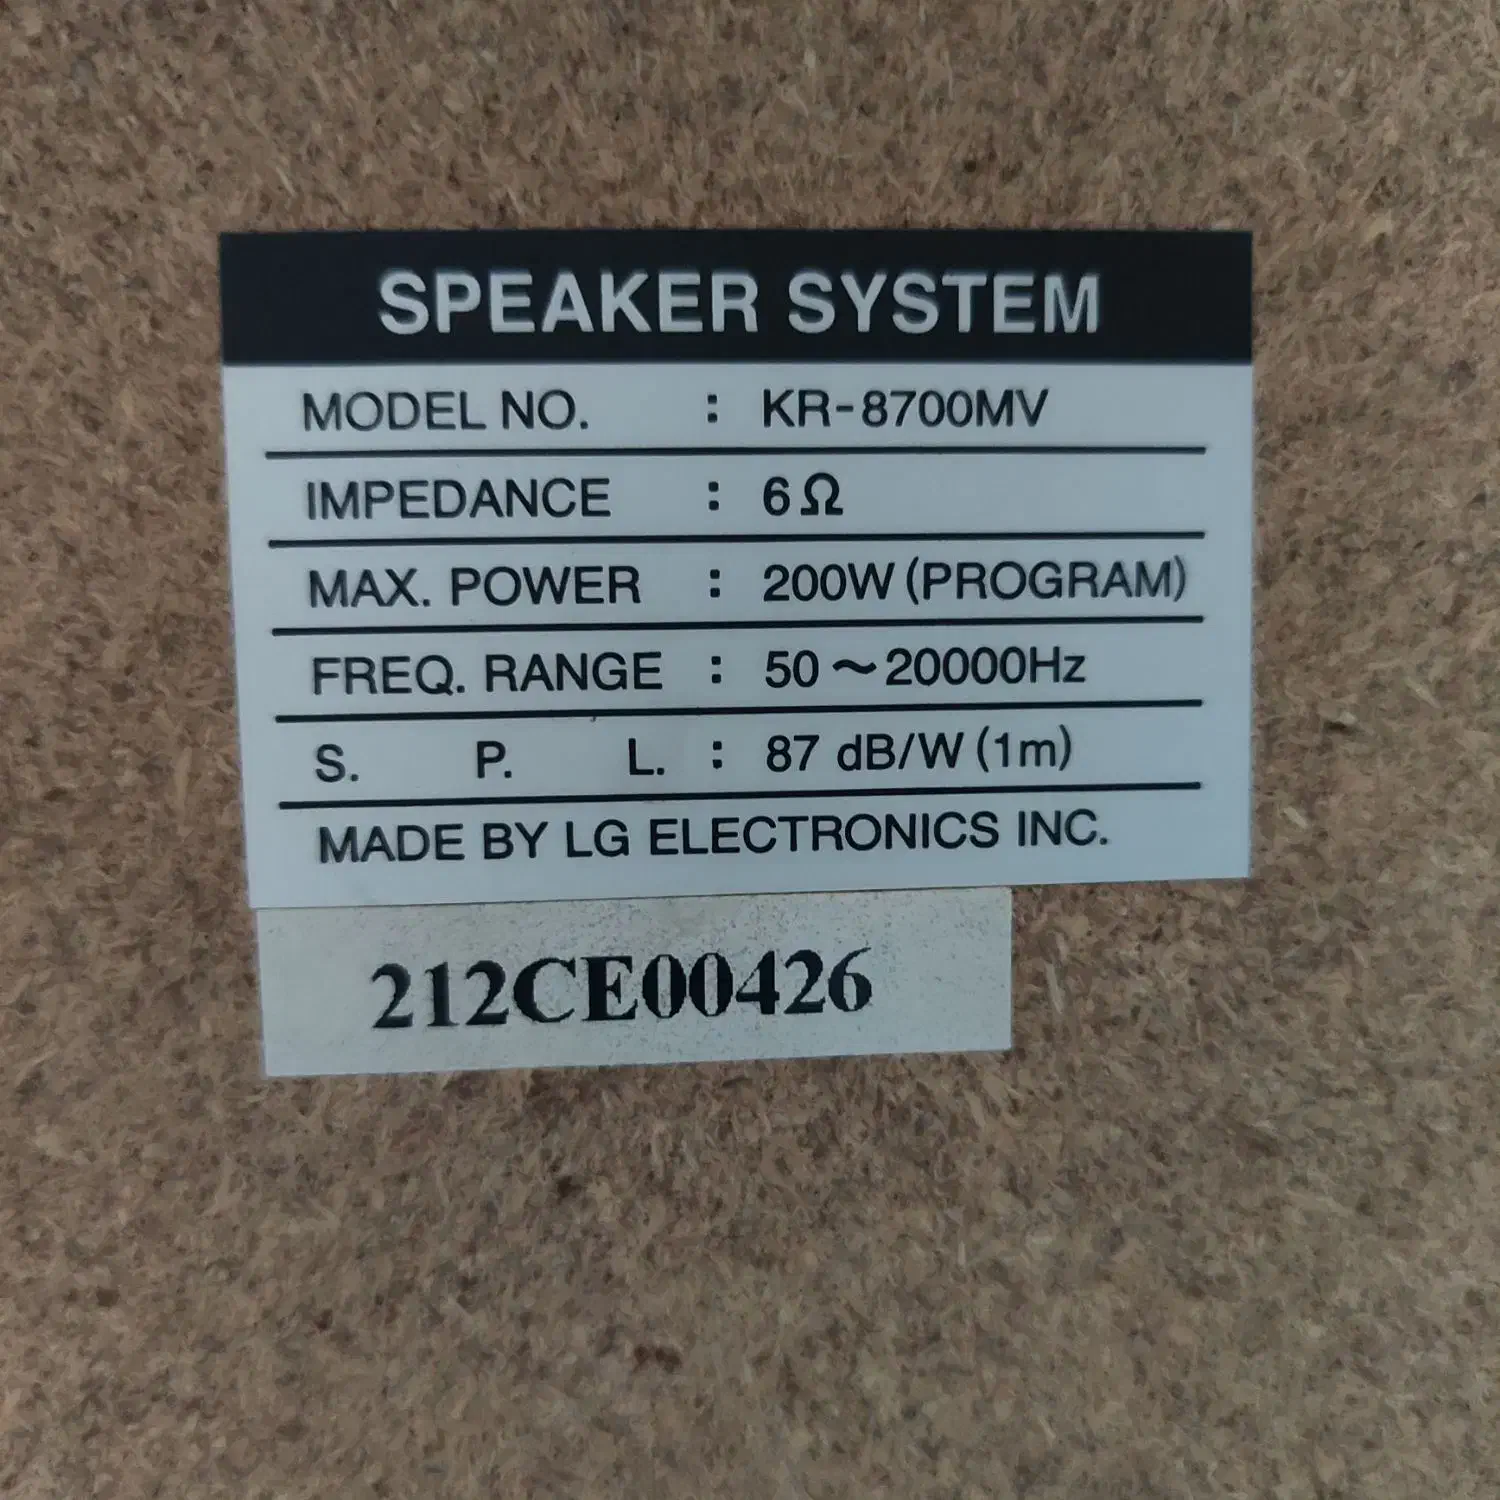 SPEAKER SYSTEM
MODEL NO. : KR-8700MV
IMPEDANCE : 6Ω
MAX. POWER : 200W (PROGRAM)
FREQ. RANGE : 50～20000Hz
S. P. L. : 87 dB/W (1m)
MADE BY LG ELECTRONICS INC.
212CE00426